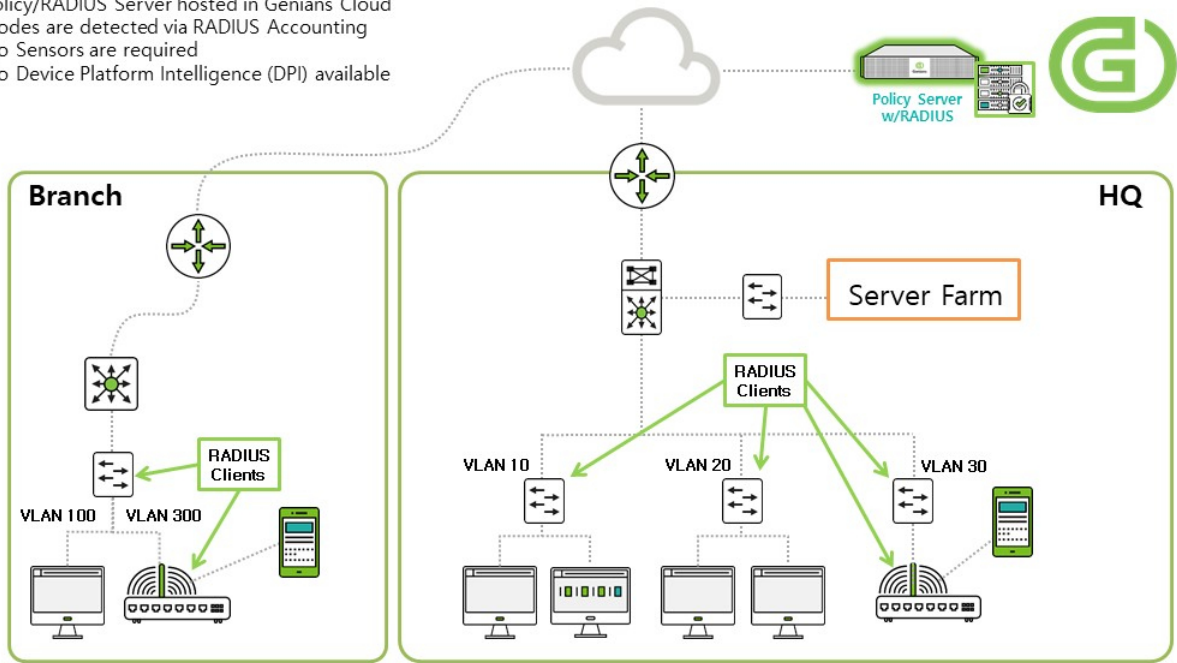 olicy/RADIUS Server hosted in Genians Cloud
odes are detected via RADIUS Accounting
o Sensors are required
o Device Platform Intelligence (DPI) available
Policy Server
w/RADIUS
Branch
HQ
Server Farm
RADIUS
Clients
VLAN 10
VLAN 20
VLAN 30
RADIUS
Clients
VLAN 100
VLAN 300